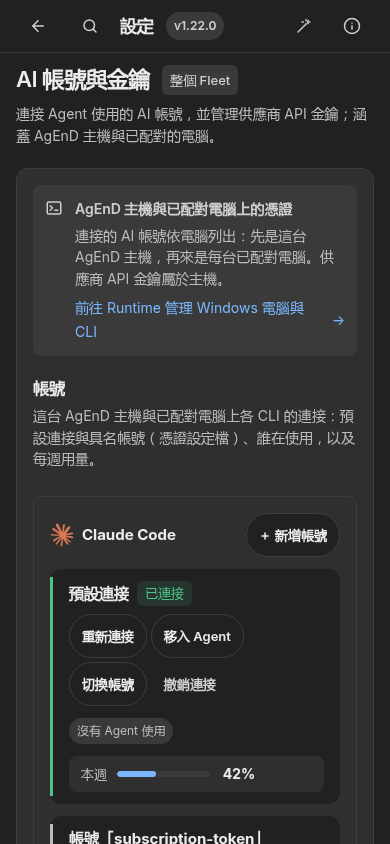 設定 v1.22.0
AI 帳號與金鑰 整個 Fleet
連接 Agent 使用的 AI 帳號，並管理供應商 API 金鑰；涵
蓋 AgEnD 主機與已配對的電腦。
AgEnD 主機與已配對電腦上的憑證
連接的 AI 帳號依電腦列出：先是這台
AgEnD 主機，再來是每台已配對電腦。供
應商 API 金鑰屬於主機。
前往 Runtime 管理 Windows 電腦與
CLI →
帳號
這台 AgEnD 主機與已配對電腦上各 CLI 的連接：預
設連接與具名帳號（憑證設定檔）、誰在使用，以及
每週用量。
Claude Code + 新增帳號
預設連接 已連接
重新連接 移入 Agent
切換帳號 撤銷連接
沒有 Agent 使用
本週 42%
帳號「subscription-token」